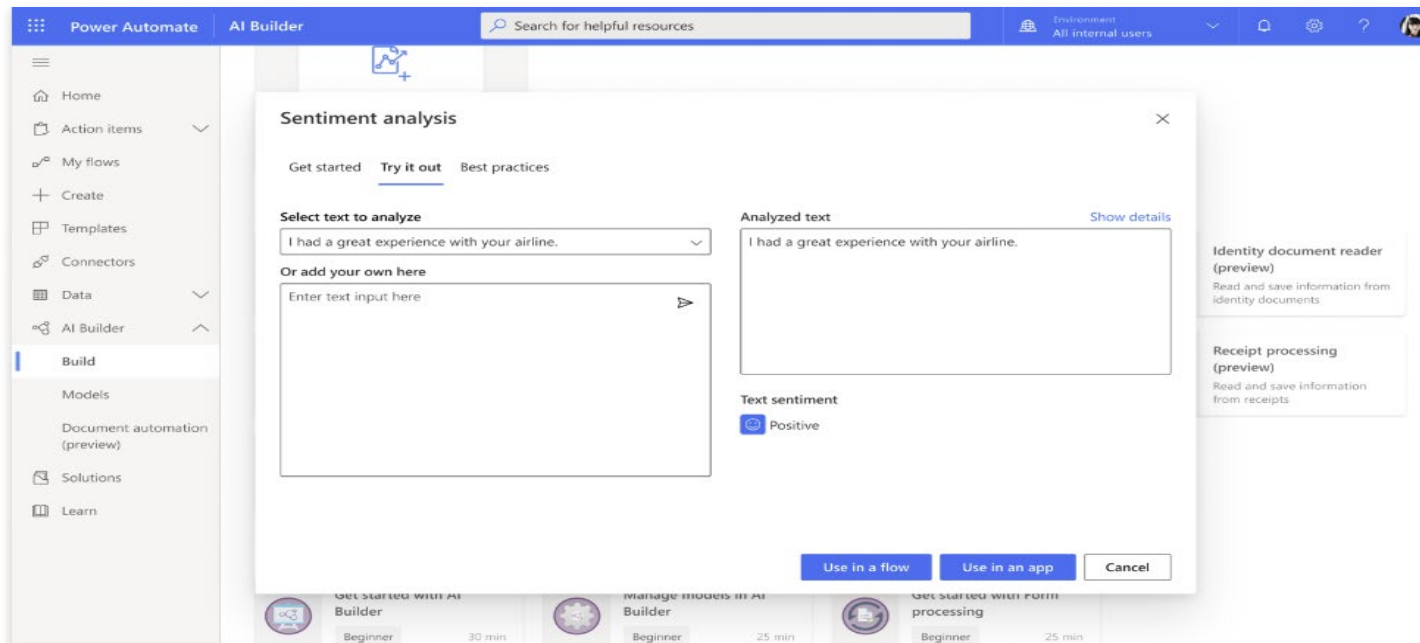 Power Automate
AI Builder
Search for helpful resources
Environment
All internal users
Home
Action items
My flows
Create
Templates
Connectors
Data
AI Builder
Build
Models
Document automation
(preview)
Solutions
Learn
Sentiment analysis
Get started
Try it out
Best practices
Select text to analyze
I had a great experience with your airline.
Or add your own here
Enter text input here
Analyzed text
Show details
I had a great experience with your airline.
Text sentiment
Positive
Use in a flow
Use in an app
Cancel
Identity document reader
(preview)
Read and save information from
identity documents
Receipt processing
(preview)
Read and save information
from receipts
Get started with AI
Builder
Beginner
30 min
Manage models in AI
Builder
Beginner
25 min
Get started with Form
processing
Beginner
25 min